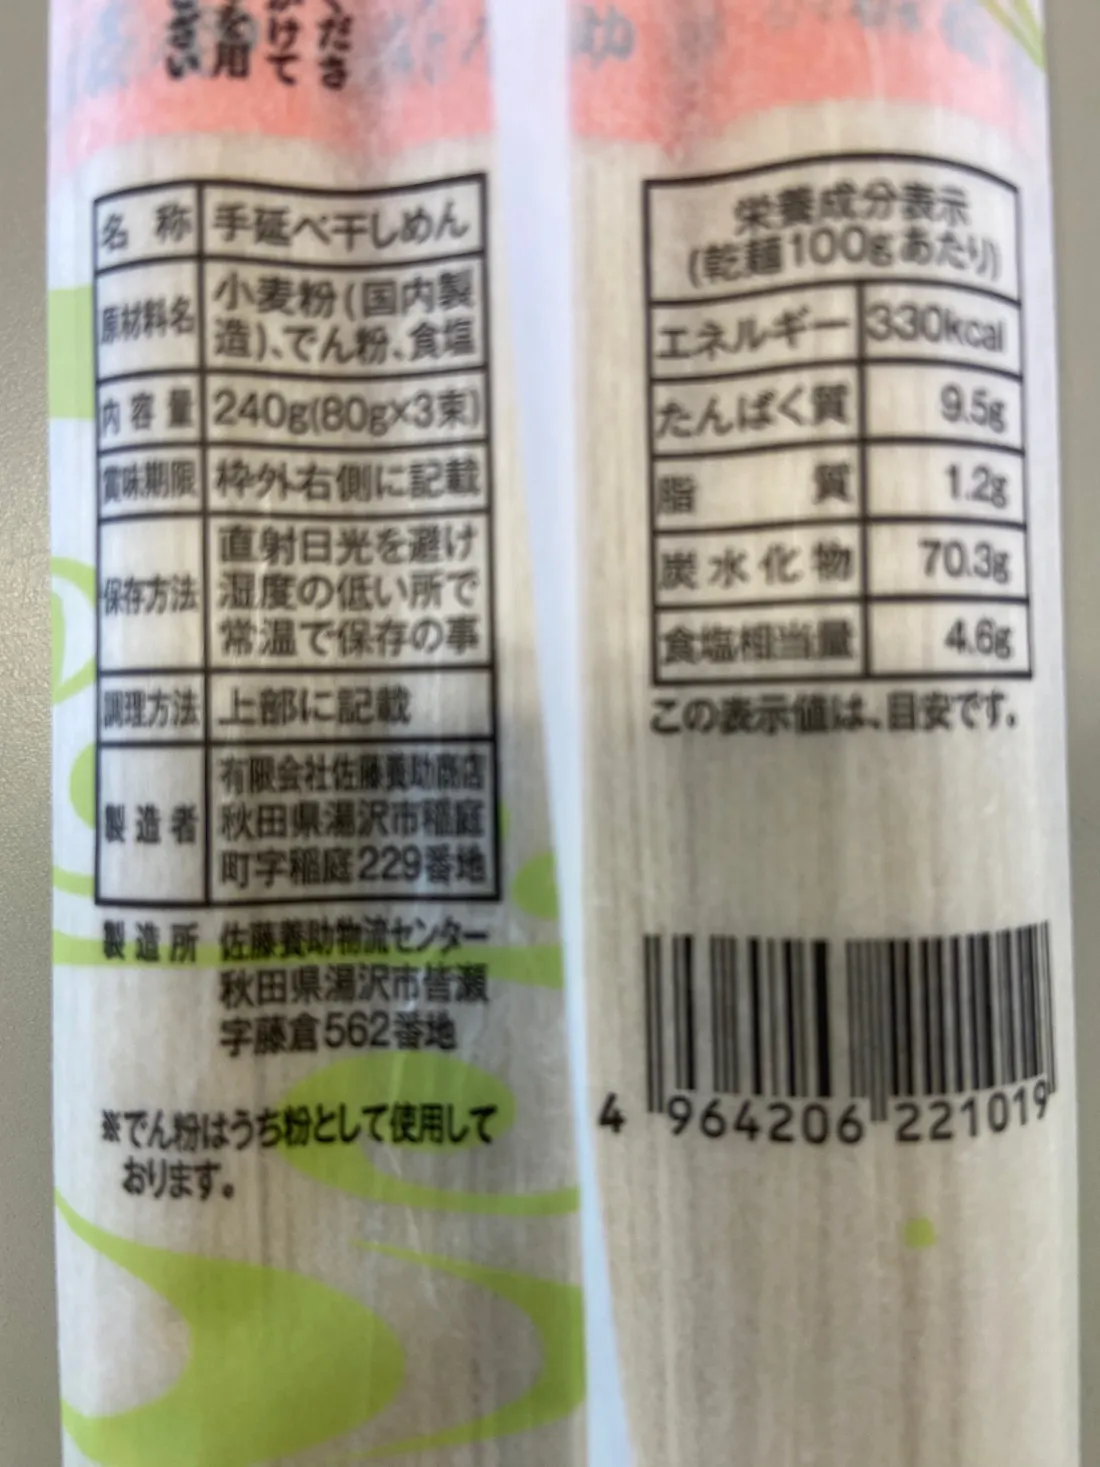 ださ
けて
を用
ださい
助
名称 手延べ干しめん
原材料名 小麦粉(国内製
造)、でん粉、食塩
内容量 240g(80g×3束)
賞味期限 枠外右側に記載
保存方法 直射日光を避け
湿度の低い所で
常温で保存の事
調理方法 上部に記載
製造者 有限会社佐藤養助商店
秋田県湯沢市稲庭
町字稲庭229番地
製造所 佐藤養助物流センター
秋田県湯沢市皆瀬
字藤倉562番地
※でん粉はうち粉として使用して
おります。
栄養成分表示
(乾麺100gあたり)
エネルギー 330kcal
たんぱく質 9.5g
脂質 1.2g
炭水化物 70.3g
食塩相当量 4.6g
この表示値は、目安です。
4 964206 221019